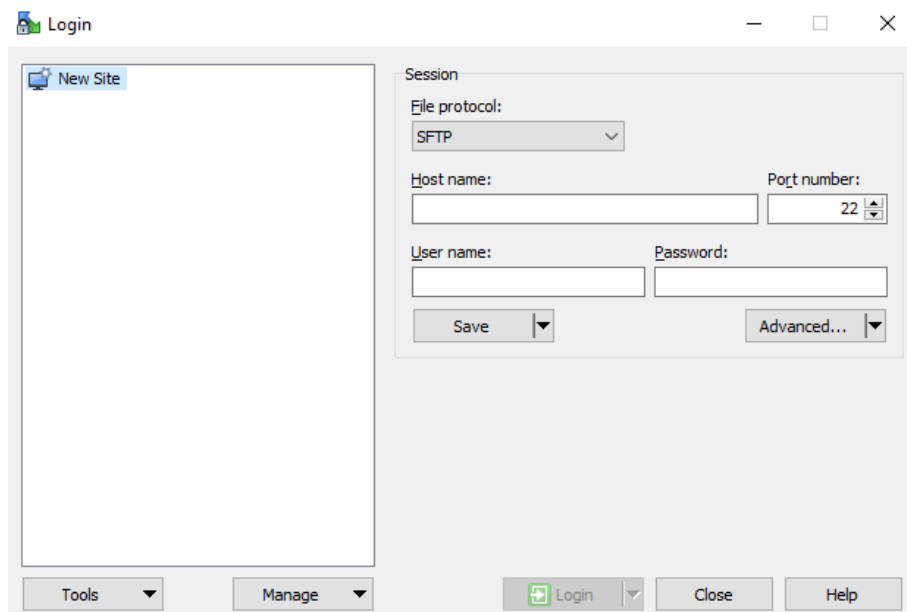 Login
New Site
Session
File protocol:
SFTP
Host name:
Port number:
22
User name:
Password:
Save
Advanced...
Tools
Manage
Login
Close
Help